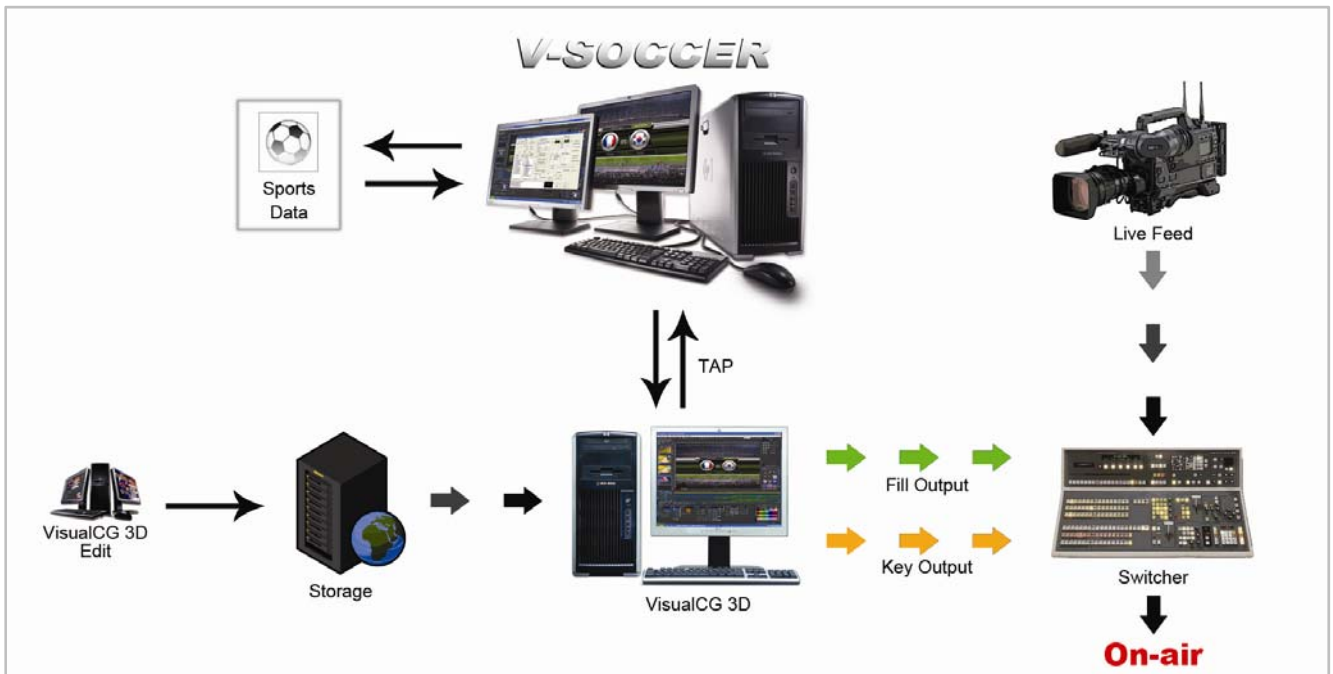 V-SOCCER
Sports
Data
Live Feed
TAP
Fill Output
Key Output
VisualCG 3D
Edit
Storage
VisualCG 3D
Switcher
On-air